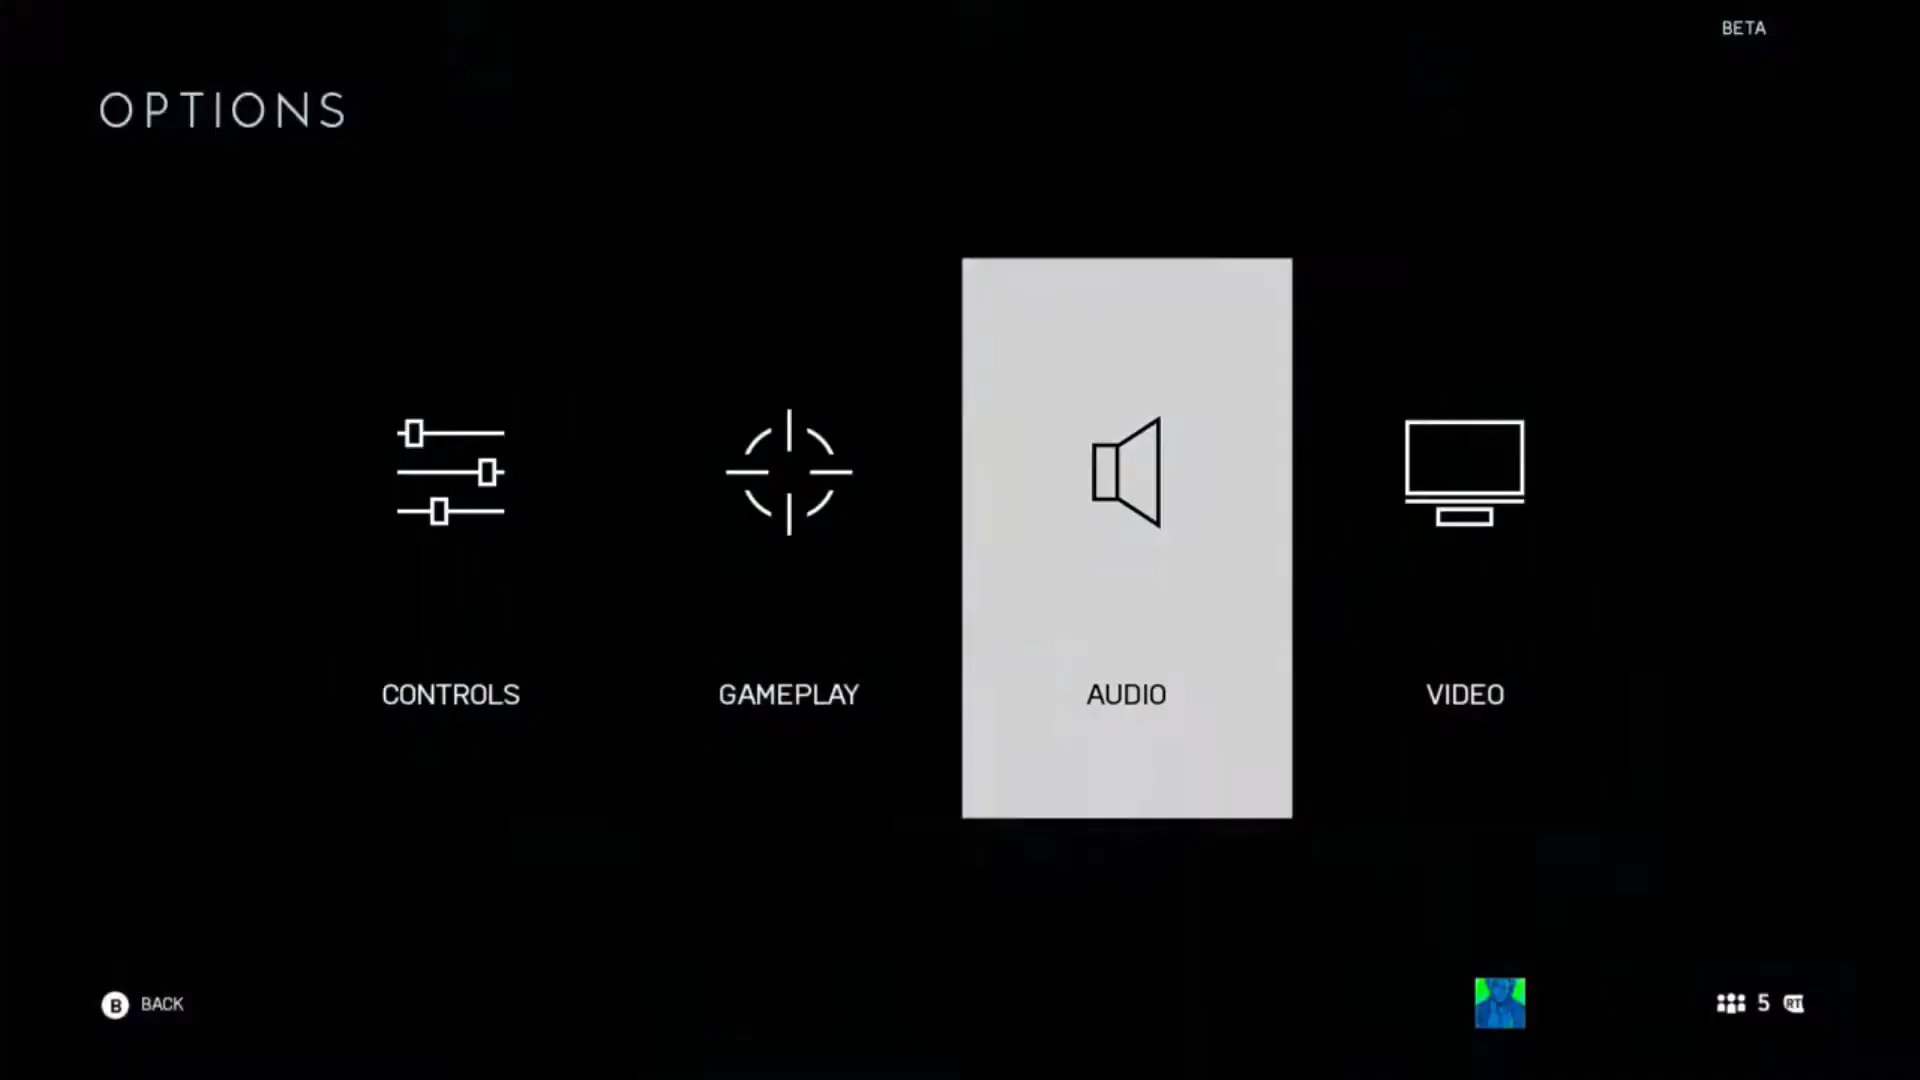 BETA
OPTIONS
CONTROLS
GAMEPLAY
AUDIO
VIDEO
B BACK
5 RT